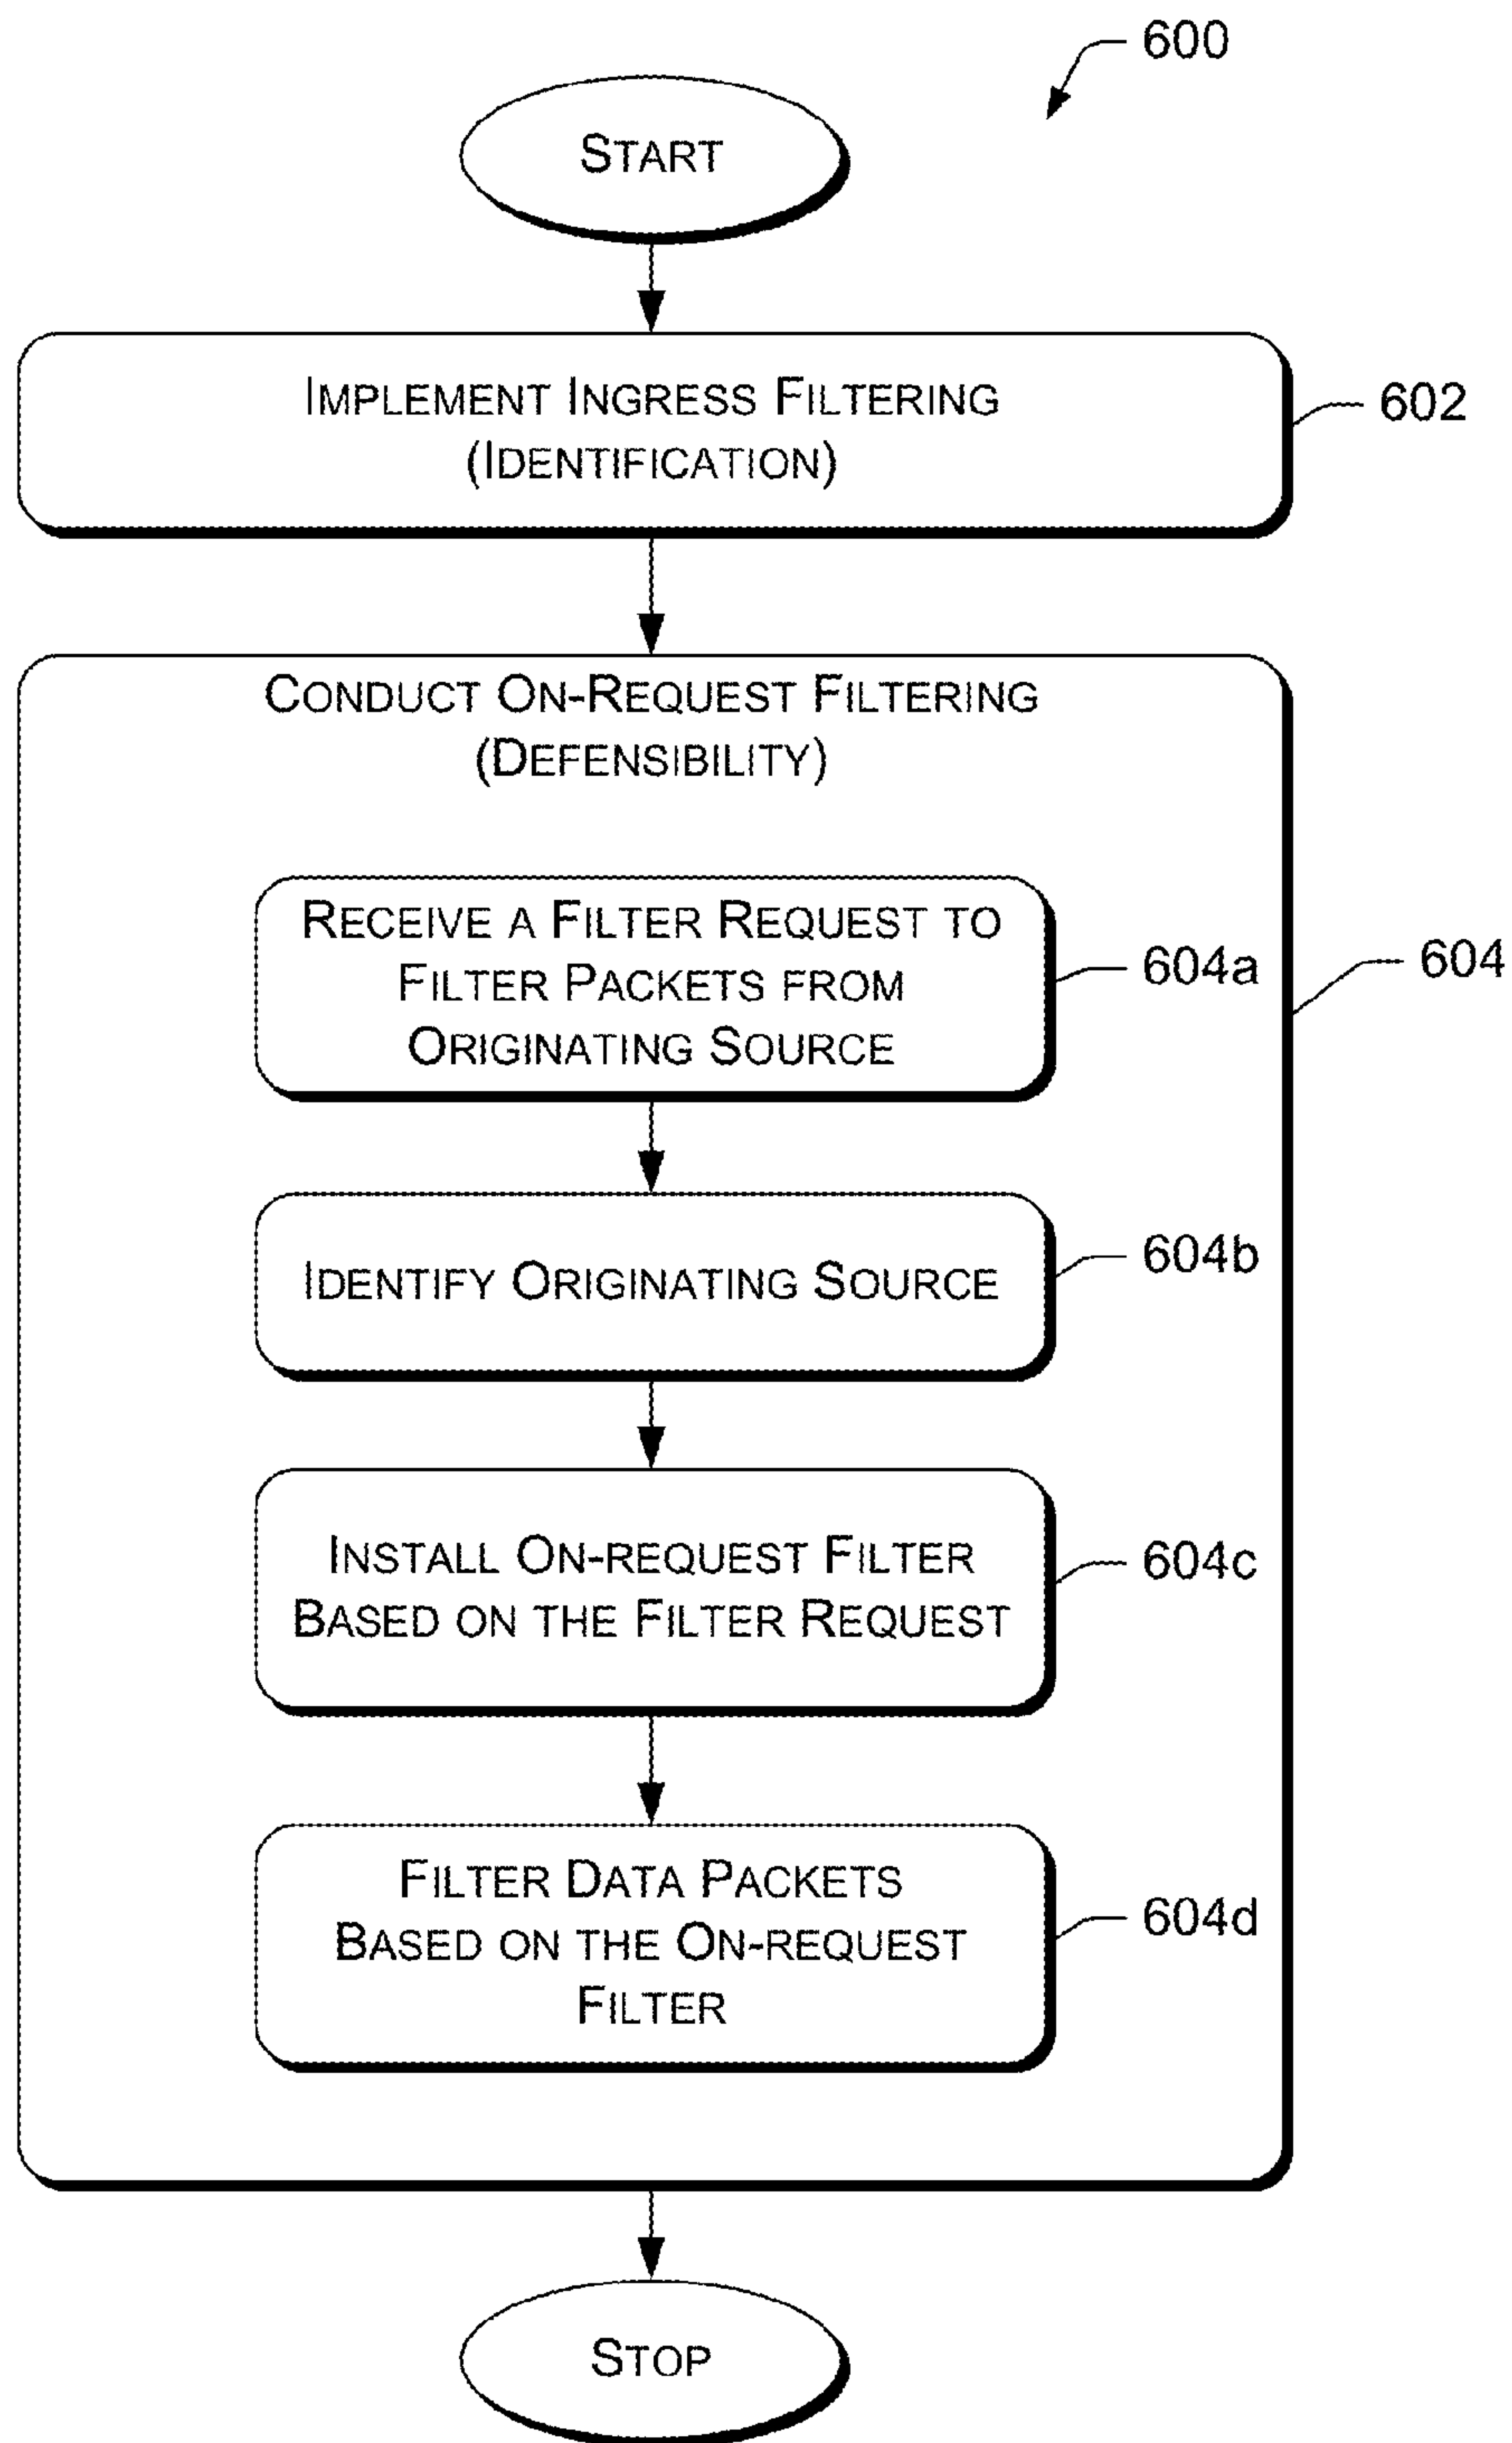 600
START
IMPLEMENT INGRESS FILTERING
(IDENTIFICATION)
602
CONDUCT ON-REQUEST FILTERING
(DEFENSIBILITY)
RECEIVE A FILTER REQUEST TO
FILTER PACKETS FROM
ORIGINATING SOURCE
604a
604
IDENTIFY ORIGINATING SOURCE
604b
INSTALL ON-REQUEST FILTER
BASED ON THE FILTER REQUEST
604c
FILTER DATA PACKETS
BASED ON THE ON-REQUEST
FILTER
604d
STOP